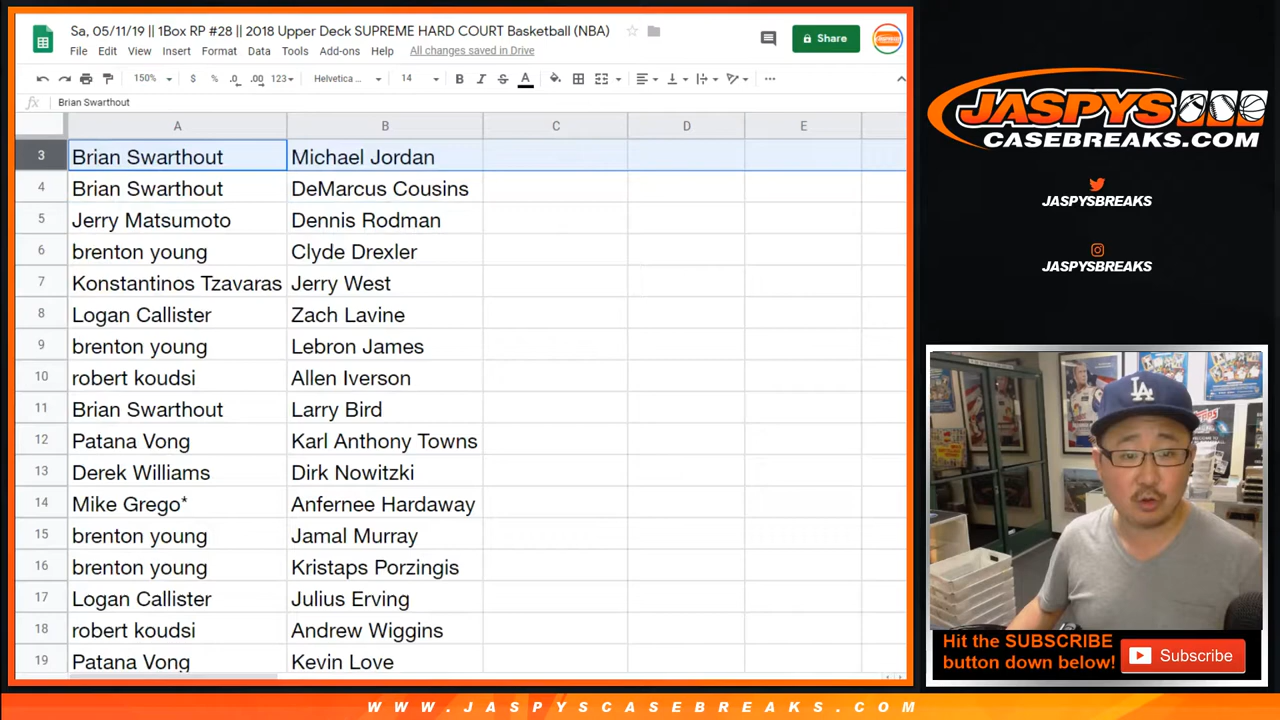 Sa, 05/11/19 || 1Box RP #28 || 2018 Upper Deck SUPREME HARD COURT Basketball (NBA)
Share
File Edit View Insert Format Data Tools Add-ons Help All changes saved in Drive
150% $ % .0 .00 123 Helvetica ... 14 B I S A
fx Brian Swarthout
A B C D E
3 Brian Swarthout Michael Jordan
4 Brian Swarthout DeMarcus Cousins
5 Jerry Matsumoto Dennis Rodman
6 brenton young Clyde Drexler
7 Konstantinos Tzavaras Jerry West
8 Logan Callister Zach Lavine
9 brenton young Lebron James
10 robert koudsi Allen Iverson
11 Brian Swarthout Larry Bird
12 Patana Vong Karl Anthony Towns
13 Derek Williams Dirk Nowitzki
14 Mike Grego* Anfernee Hardaway
15 brenton young Jamal Murray
16 brenton young Kristaps Porzingis
17 Logan Callister Julius Erving
18 robert koudsi Andrew Wiggins
19 Patana Vong Kevin Love
JASPYS
CASEBREAKS.COM
JASPYSBREAKS
JASPYSBREAKS
LA
Hit the SUBSCRIBE
button down below!
Subscribe
WWW.JASPYSCASEBREAKS.COM